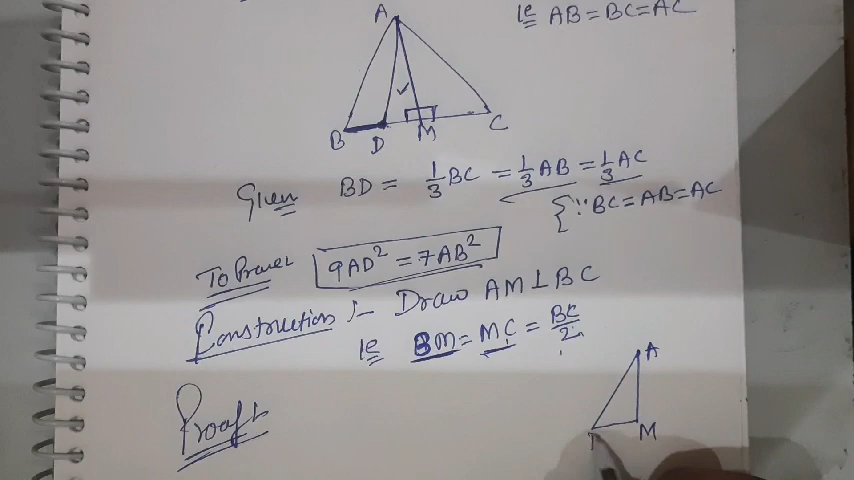 ie AB=BC=AC
A
B D M C
Given BD = 1/3 BC = 1/3 AB = 1/3 AC
{∵ BC=AB=AC
To Prove:
9AD² = 7AB²
Construction :- Draw AM⊥BC
ie BM=MC = BC/2
A
M
Proof: